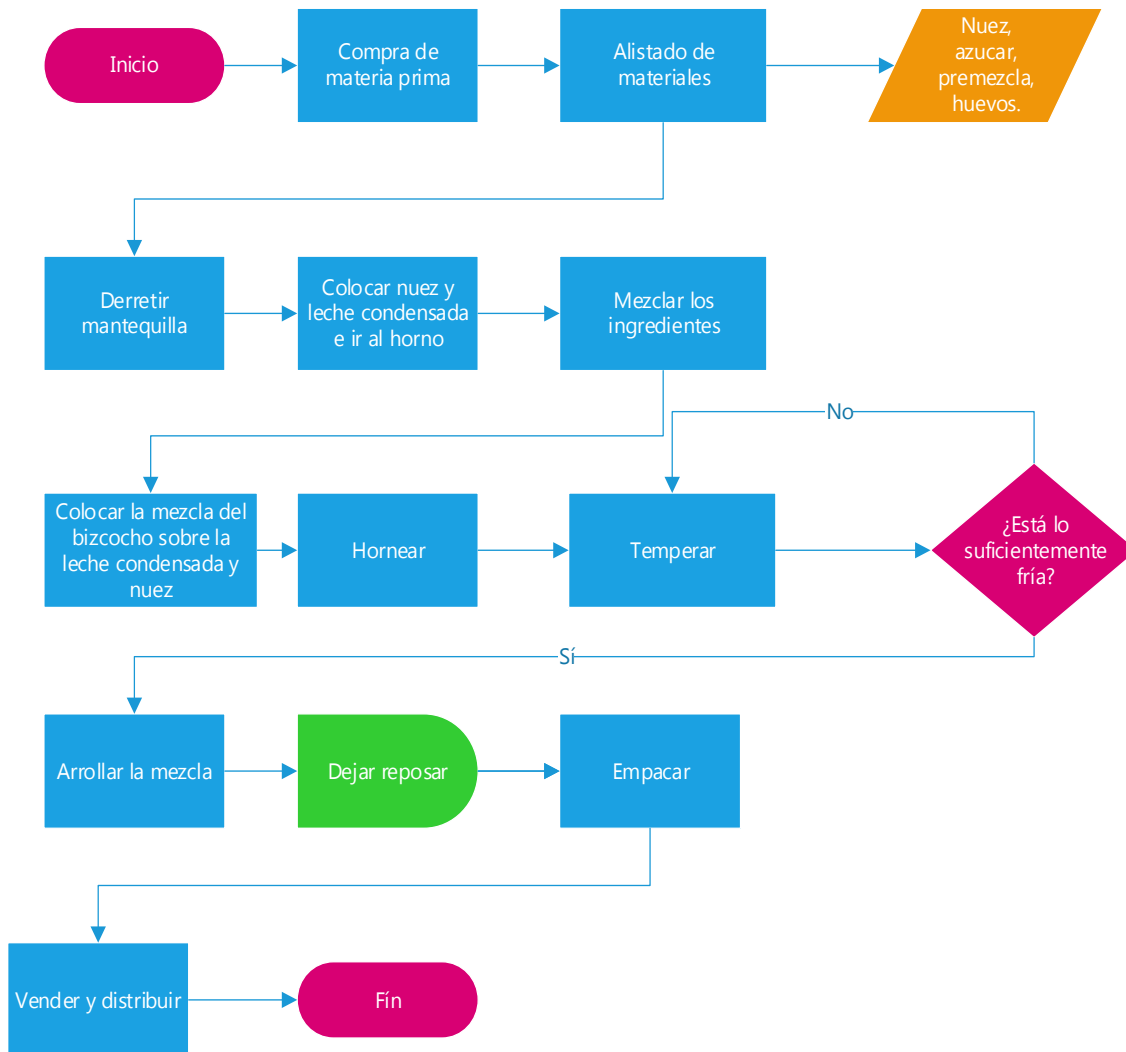 Inicio
Compra de
materia prima
Alistado de
materiales
Nuez,
azucar,
premezcla,
huevos.
Derretir
mantequilla
Colocar nuez y
leche condensada
e ir al horno
Mezclar los
ingredientes
No
Colocar la mezcla del
bizcocho sobre la
leche condensada y
nuez
Hornear
Temperar
¿Está lo
suficientemente
fría?
Sí
Arrollar la mezcla
Dejar reposar
Empacar
Vender y distribuir
Fín